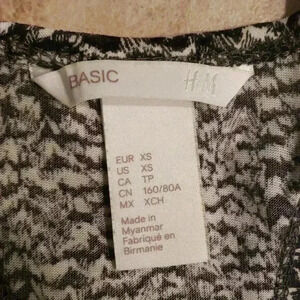 BASIC H&M
EUR XS
US XS
CA TP
CN 160/80A
MX XCH
Made in
Myanmar
Fabriqué en
Birmanie